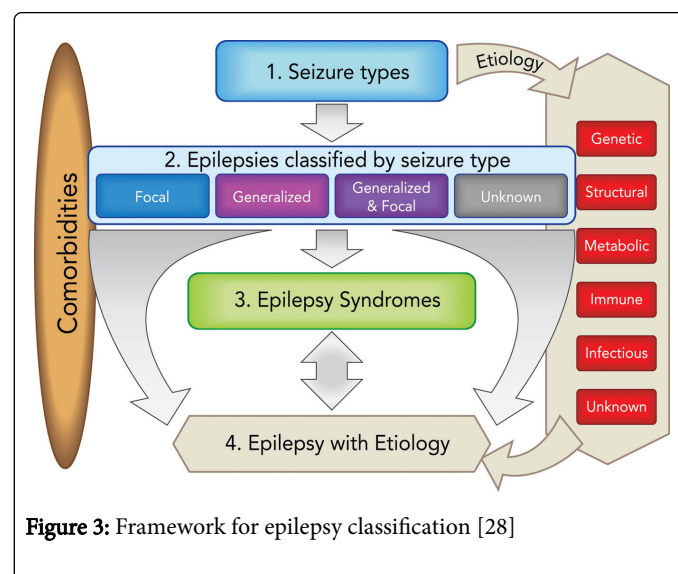 1. Seizure types
Etiology
Comorbidities
2. Epilepsies classified by seizure type
Focal
Generalized
Generalized
& Focal
Unknown
Genetic
Structural
Metabolic
Immune
Infectious
Unknown
3. Epilepsy Syndromes
4. Epilepsy with Etiology
Figure 3: Framework for epilepsy classification [28]